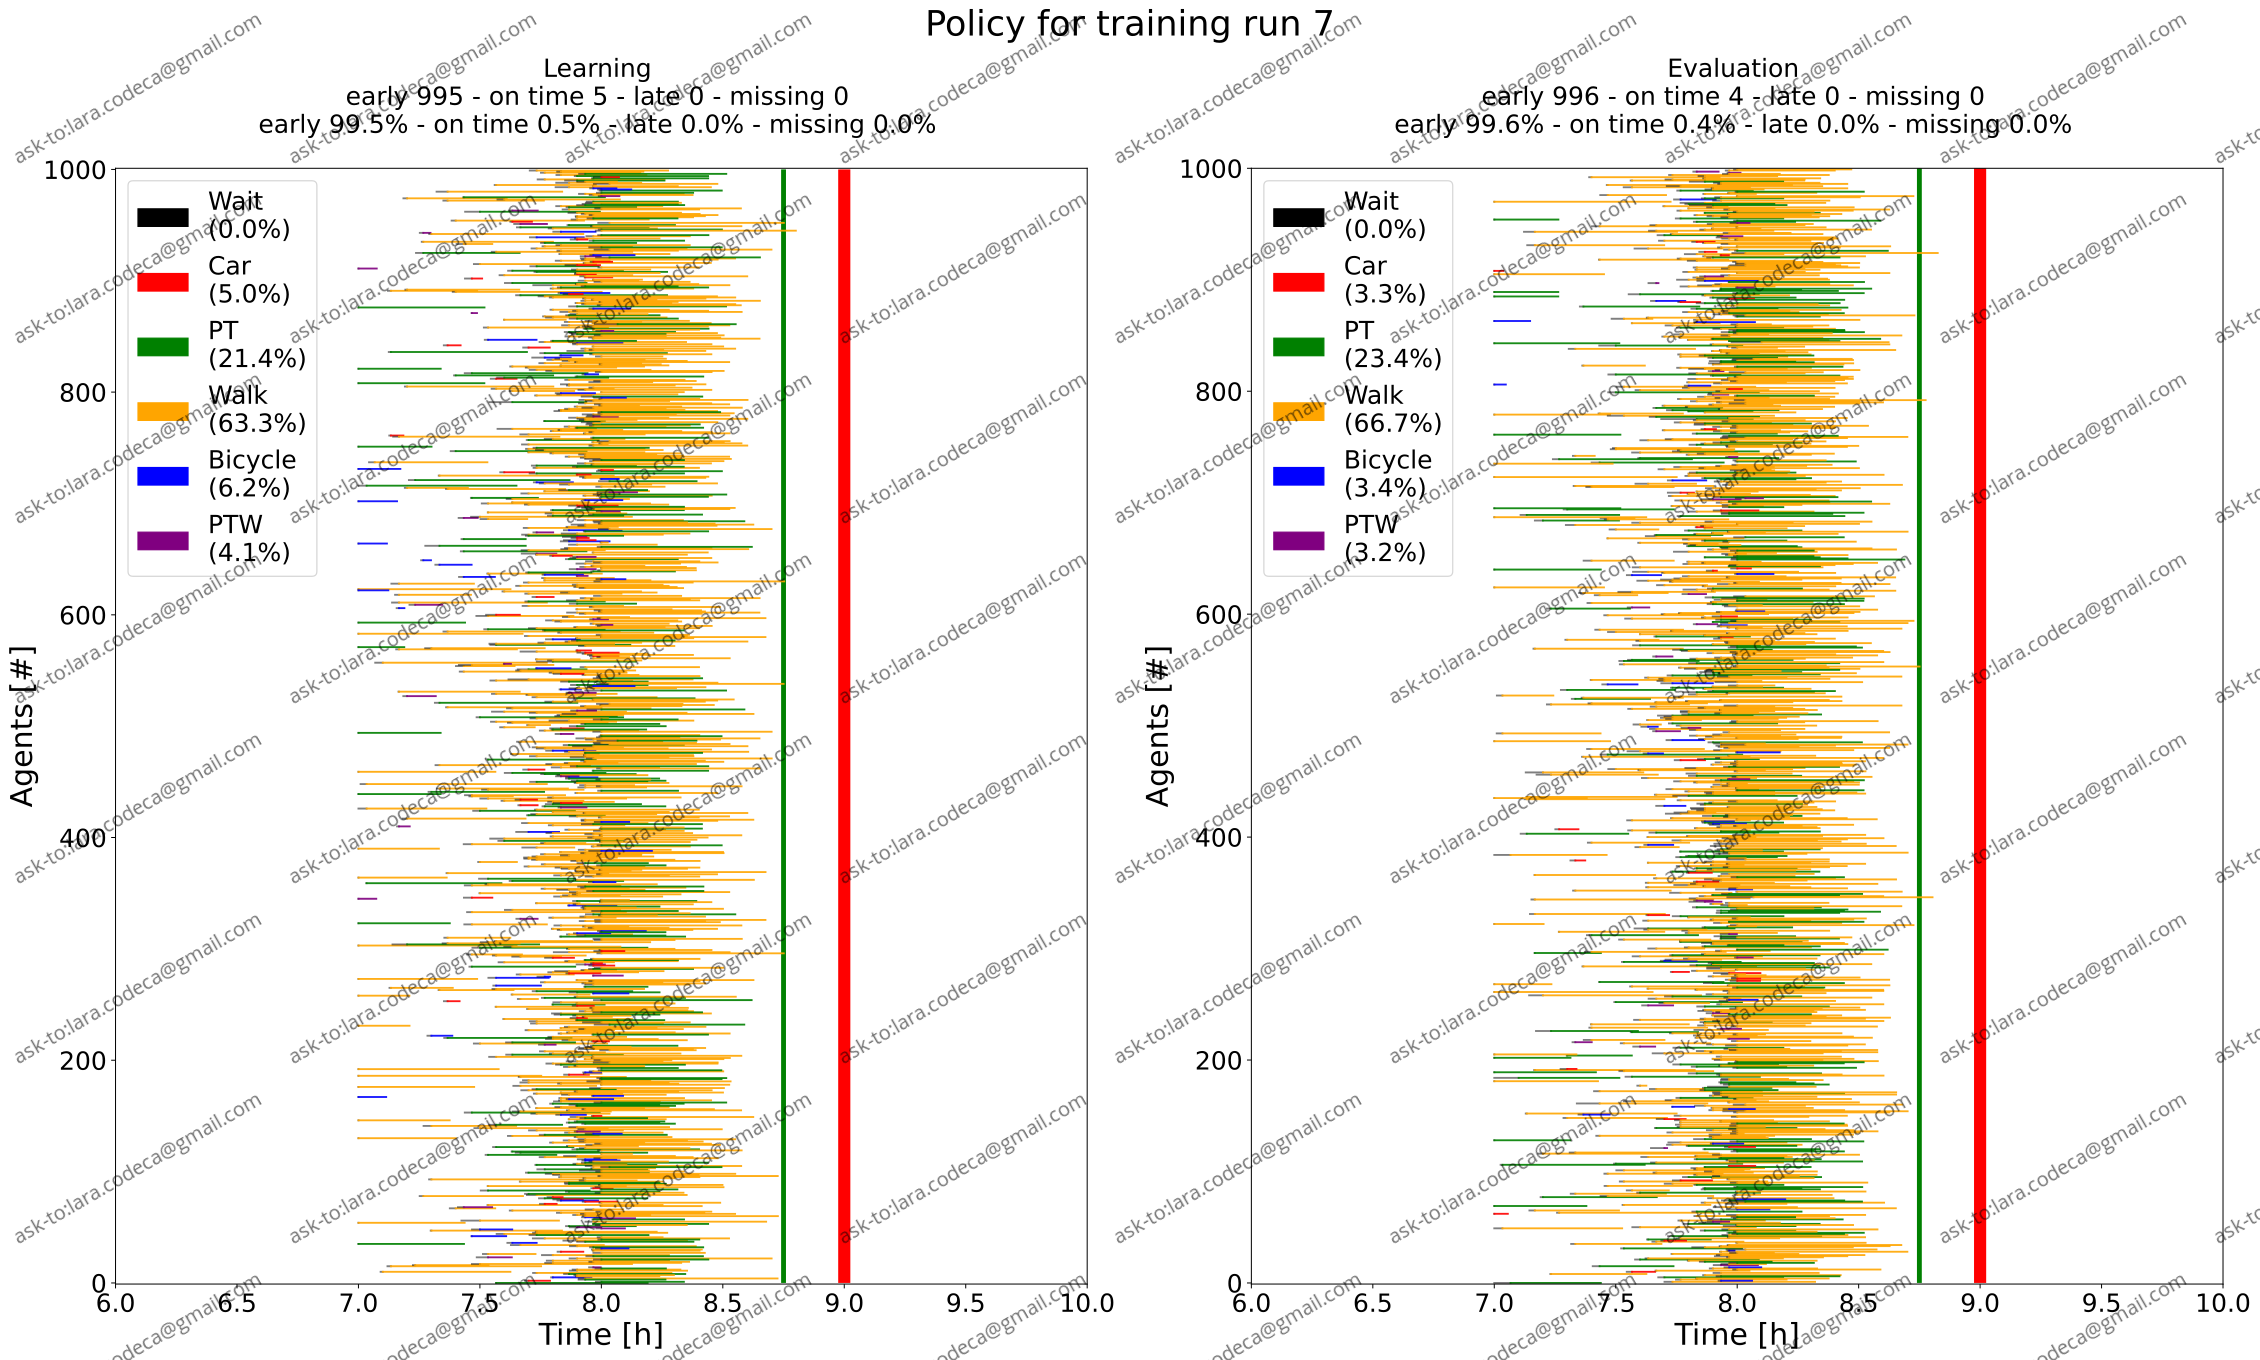 Policy for training run 7
Learning
early 995 - on time 5 - late 0 - missing 0
early 99.5% - on time 0.5% - late 0.0% - missing 0.0%
1000
800
600
400
200
0
Agents [#]
Wait
(0.0%)
Car
(5.0%)
PT
(21.4%)
Walk
(63.3%)
Bicycle
(6.2%)
PTW
(4.1%)
6.0 6.5 7.0 7.5 8.0 8.5 9.0 9.5 10.0
Time [h]
Evaluation
early 996 - on time 4 - late 0 - missing 0
early 99.6% - on time 0.4% - late 0.0% - missing 0.0%
1000
800
600
400
200
0
Agents [#]
Wait
(0.0%)
Car
(3.3%)
PT
(23.4%)
Walk
(66.7%)
Bicycle
(3.4%)
PTW
(3.2%)
6.0 6.5 7.0 7.5 8.0 8.5 9.0 9.5 10.0
Time [h]
ask-to:lara.codeca@gmail.com